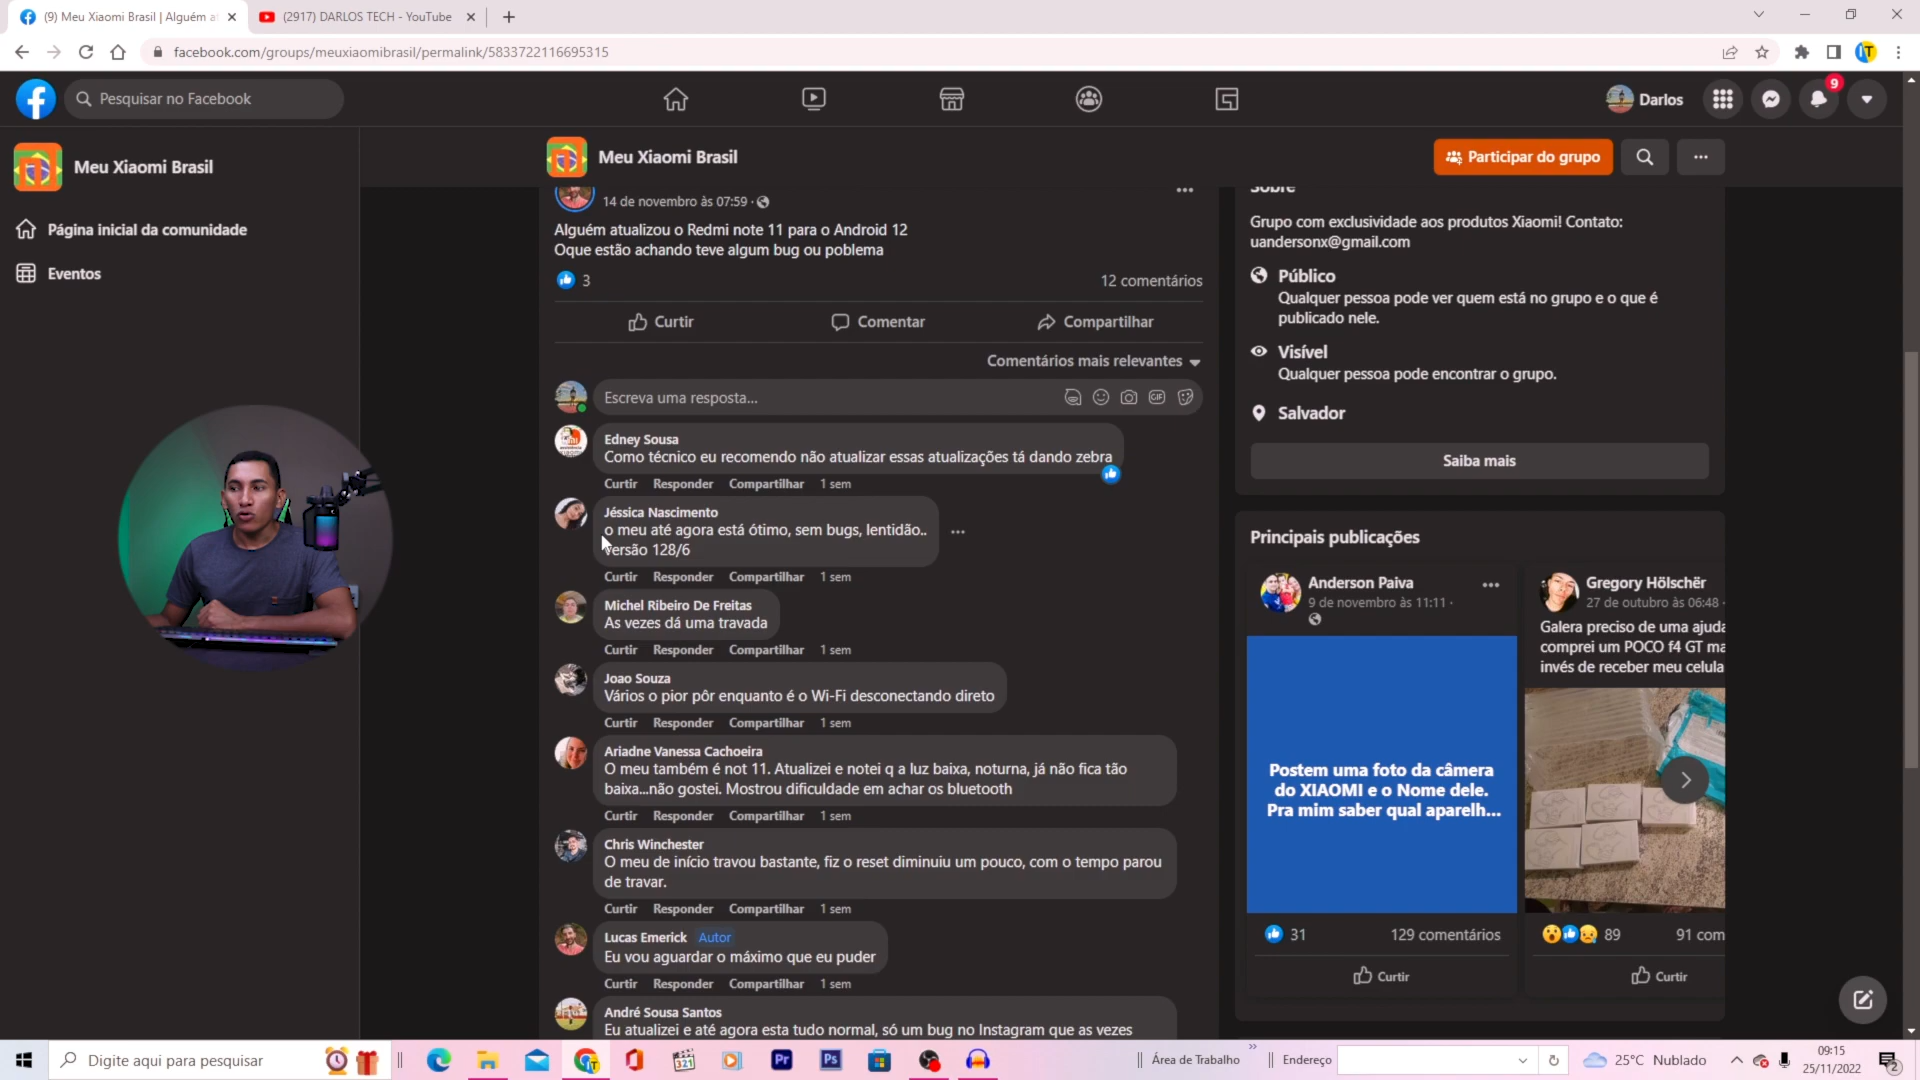 (9) Meu Xiaomi Brasil | Alguém a
(2917) DARLOS TECH - YouTube
facebook.com/groups/meuxiaomibrasil/permalink/5833722116695315
Pesquisar no Facebook
Darlos
9
Meu Xiaomi Brasil
Página inicial da comunidade
Eventos
Meu Xiaomi Brasil
Participar do grupo
14 de novembro às 07:59 ·
Alguém atualizou o Redmi note 11 para o Android 12
Oque estão achando teve algum bug ou poblema
3
12 comentários
Curtir
Comentar
Compartilhar
Comentários mais relevantes
Escreva uma resposta...
GIF
Edney Sousa
Como técnico eu recomendo não atualizar essas atualizações tá dando zebra
Curtir Responder Compartilhar 1 sem
Jéssica Nascimento
o meu até agora está ótimo, sem bugs, lentidão..
versão 128/6
Curtir Responder Compartilhar 1 sem
Michel Ribeiro De Freitas
As vezes dá uma travada
Curtir Responder Compartilhar 1 sem
Joao Souza
Vários o pior pôr enquanto é o Wi-Fi desconectando direto
Curtir Responder Compartilhar 1 sem
Ariadne Vanessa Cachoeira
O meu também é not 11. Atualizei e notei q a luz baixa, noturna, já não fica tão
baixa...não gostei. Mostrou dificuldade em achar os bluetooth
Curtir Responder Compartilhar 1 sem
Chris Winchester
O meu de início travou bastante, fiz o reset diminuiu um pouco, com o tempo parou
de travar.
Curtir Responder Compartilhar 1 sem
Lucas Emerick Autor
Eu vou aguardar o máximo que eu puder
Curtir Responder Compartilhar 1 sem
André Sousa Santos
Eu atualizei e até agora esta tudo normal, só um bug no Instagram que as vezes
Sobre
Grupo com exclusividade aos produtos Xiaomi! Contato:
uandersonx@gmail.com
Público
Qualquer pessoa pode ver quem está no grupo e o que é
publicado nele.
Visível
Qualquer pessoa pode encontrar o grupo.
Salvador
Saiba mais
Principais publicações
Anderson Paiva
9 de novembro às 11:11 ·
Postem uma foto da câmera
do XIAOMI e o Nome dele.
Pra mim saber qual aparelh...
31
129 comentários
Curtir
Gregory Hölschër
27 de outubro às 06:48 ·
Galera preciso de uma ajuda
comprei um POCO f4 GT ma
invés de receber meu celula
89
91 com
Curtir
Digite aqui para pesquisar
321
Pr
Ps
Área de Trabalho
Endereço
25°C Nublado
09:15
25/11/2022
2